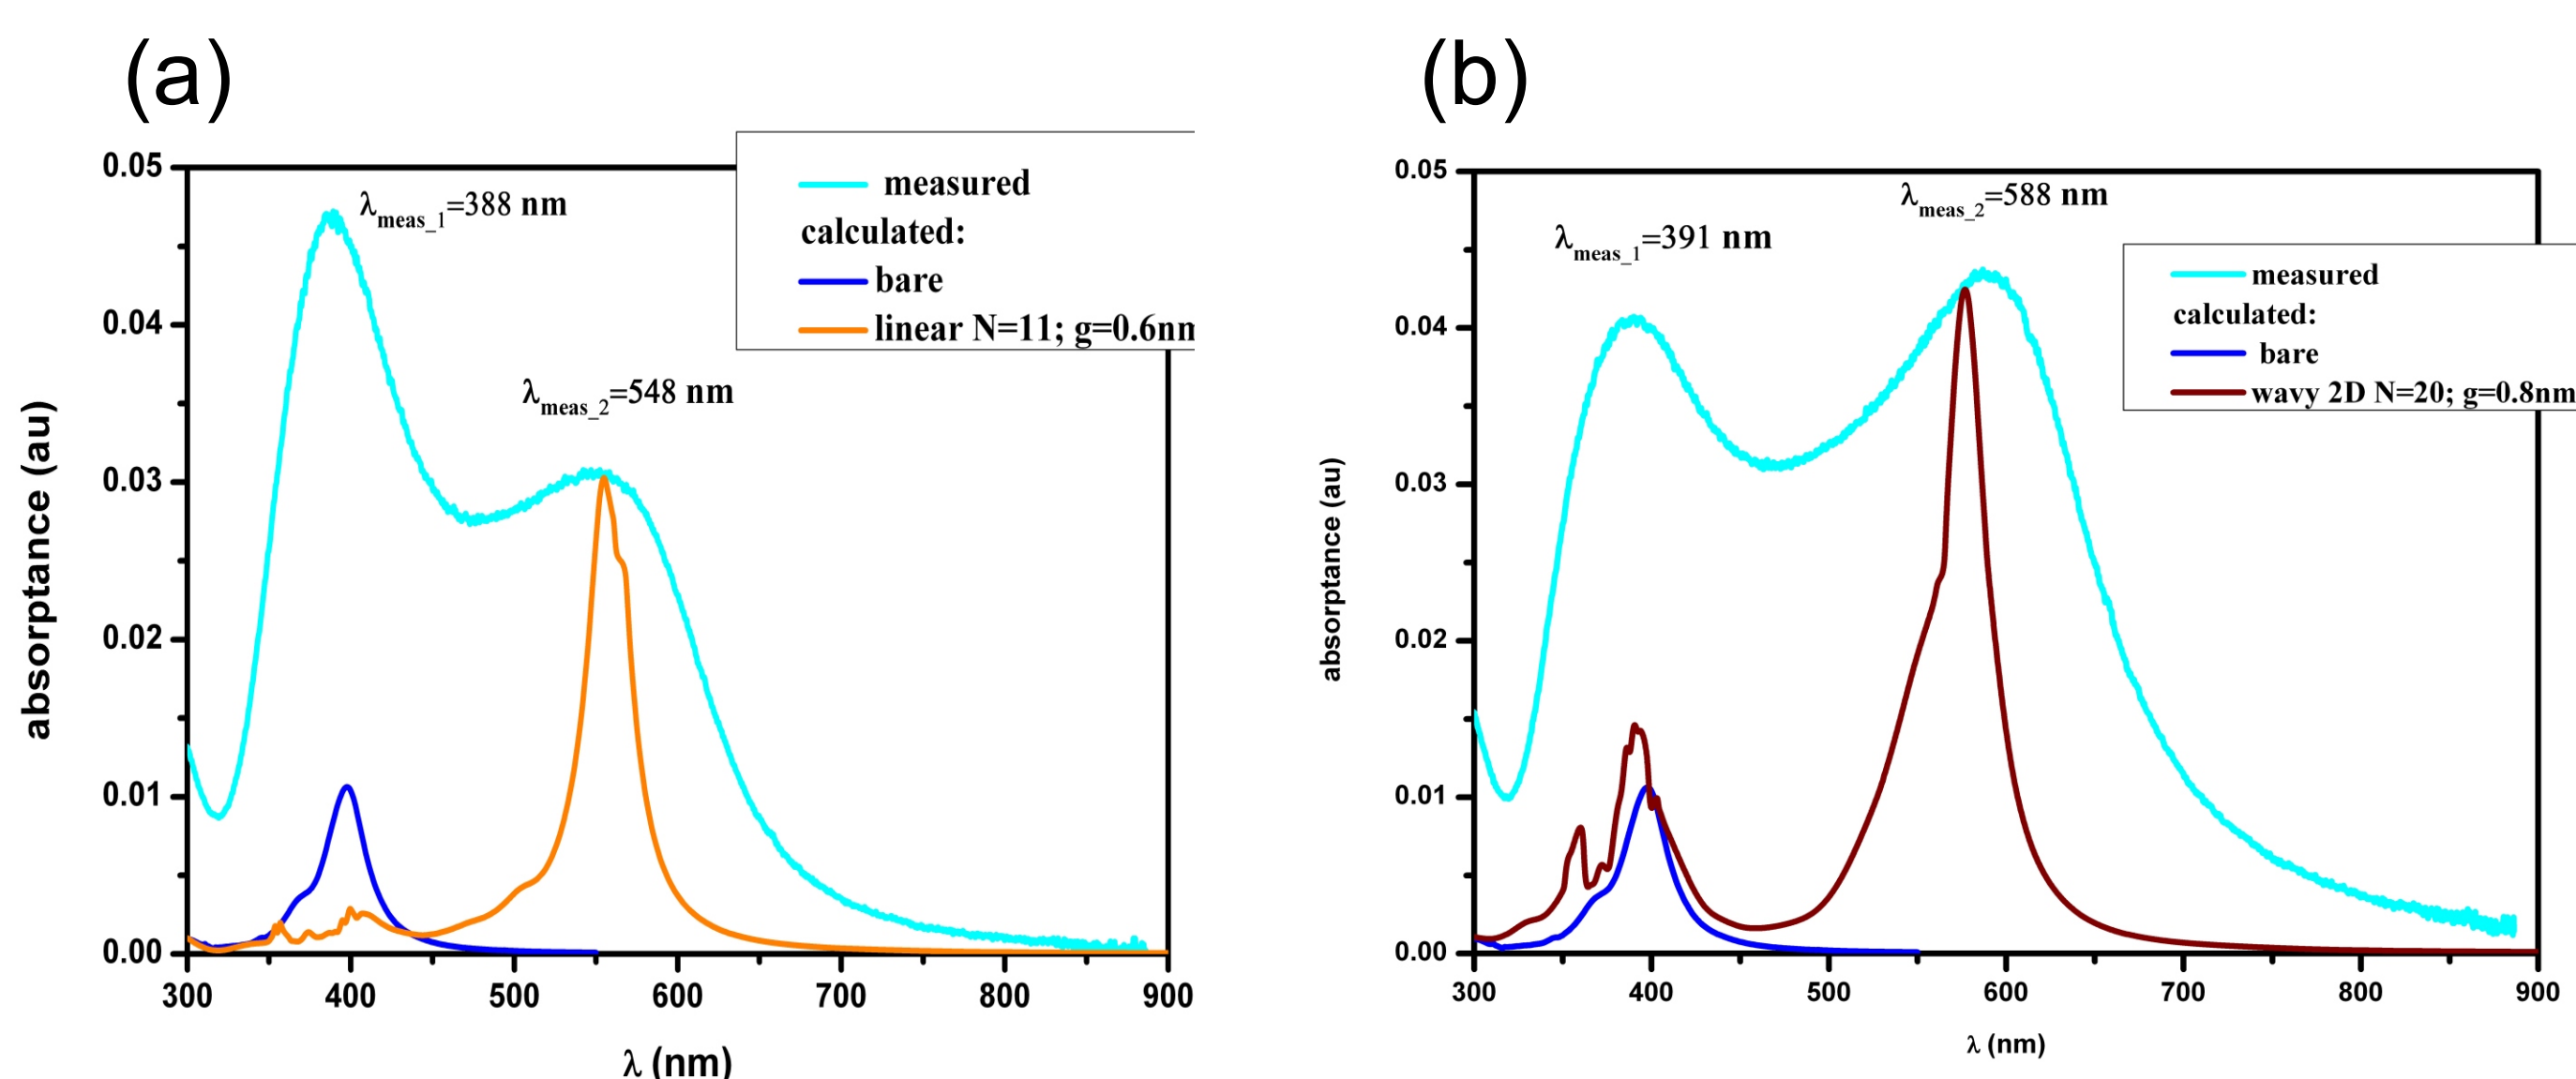 (a)
0.05
0.04
0.03
0.02
0.01
0.00
300 400 500 600 700 800 900
absorptance (au)
λ (nm)
λmeas_1=388 nm
λmeas_2=548 nm
measured
calculated:
bare
linear N=11; g=0.6nm
(b)
0.05
0.04
0.03
0.02
0.01
0.00
300 400 500 600 700 800 900
absorptance (au)
λ (nm)
λmeas_1=391 nm
λmeas_2=588 nm
measured
calculated:
bare
wavy 2D N=20; g=0.8nm